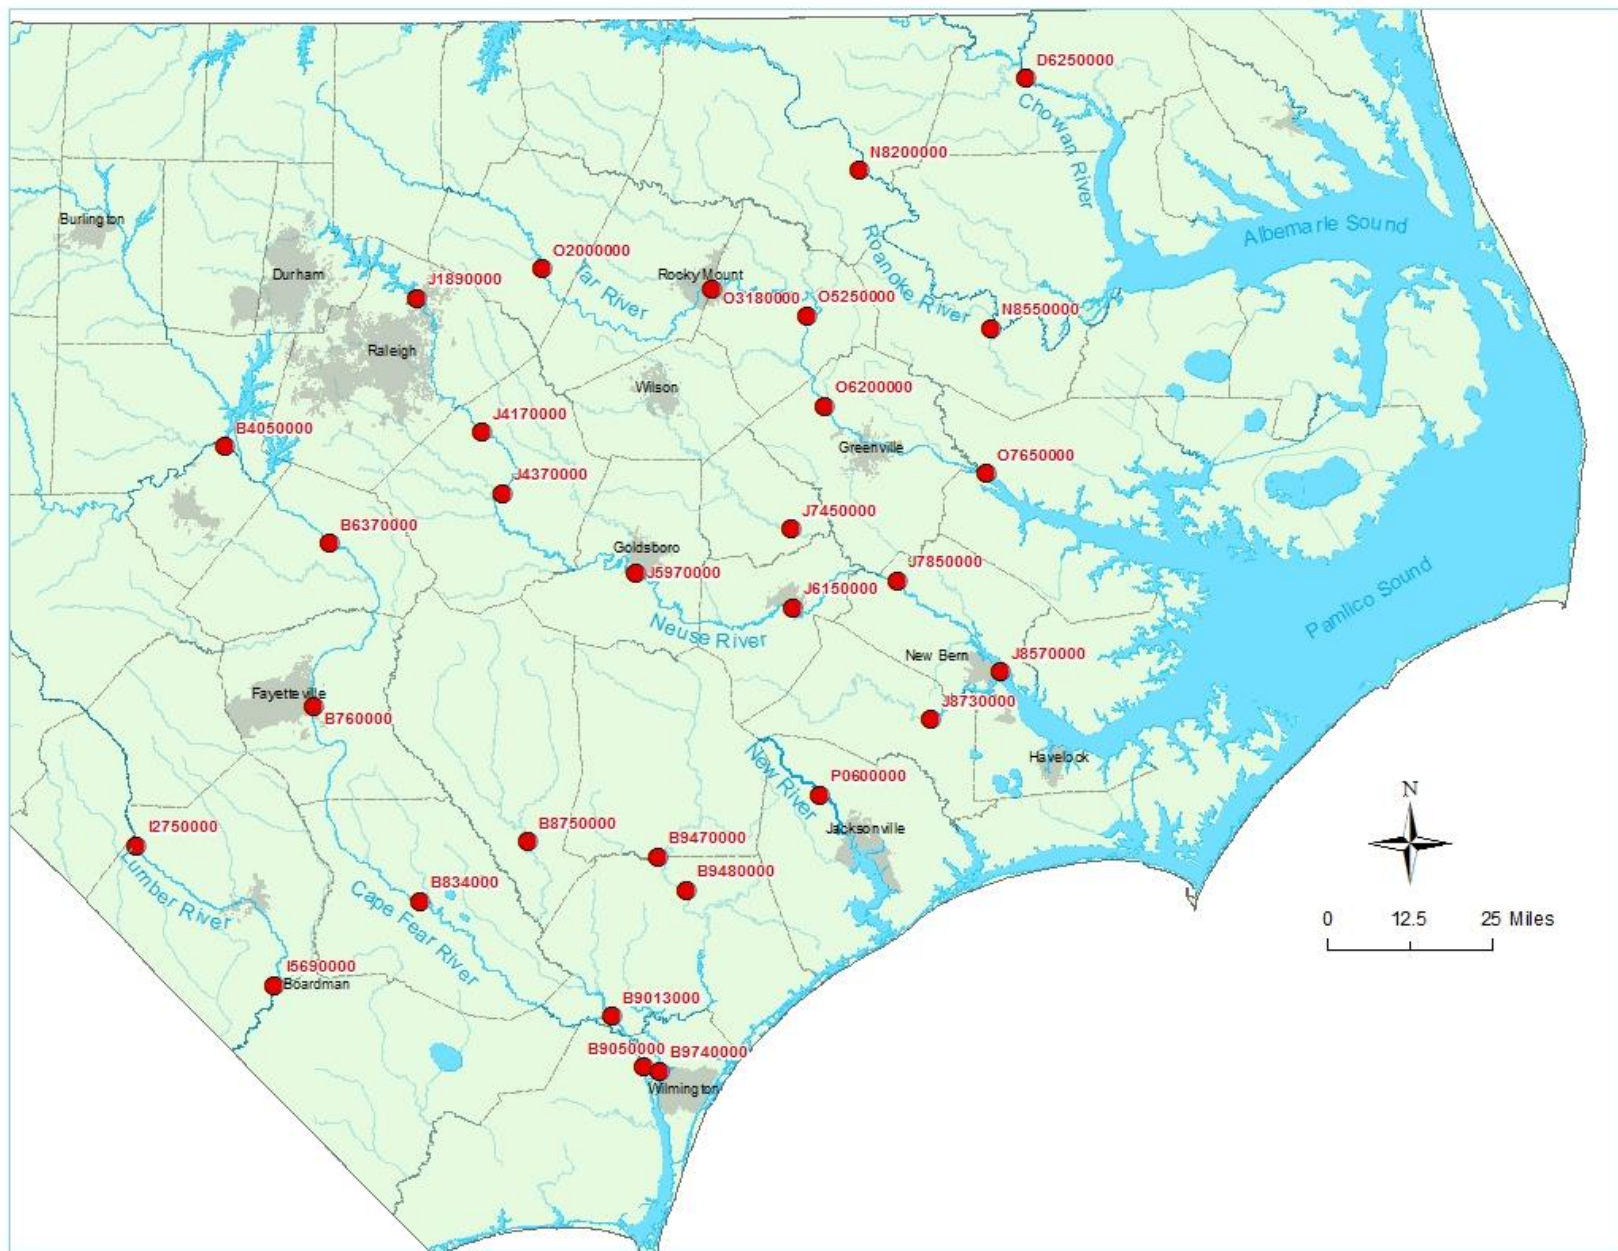 D6250000
Chowan River
N8200000
Burlington
Albemarle Sound
Roanoke River
O2000000
Durham
Rocky Mount
J1890000
Tar River
O3180000
O5250000
N8550000
Raleigh
Wilson
O6200000
J4170000
B4050000
Greenville
O7650000
J4370000
J7450000
B6370000
Goldsboro
J7850000
J5970000
J6150000
Pamlico Sound
Neuse River
New Bern
J8570000
Fayetteville
J8730000
B760000
Havelock
New River
P0600000
N
I2750000
B8750000
Jacksonville
B9470000
B9480000
Lumber River
B834000
Cape Fear River
0 12.5 25 Miles
I5690000
Boardman
B9013000
B9050000
B9740000
Wilmington